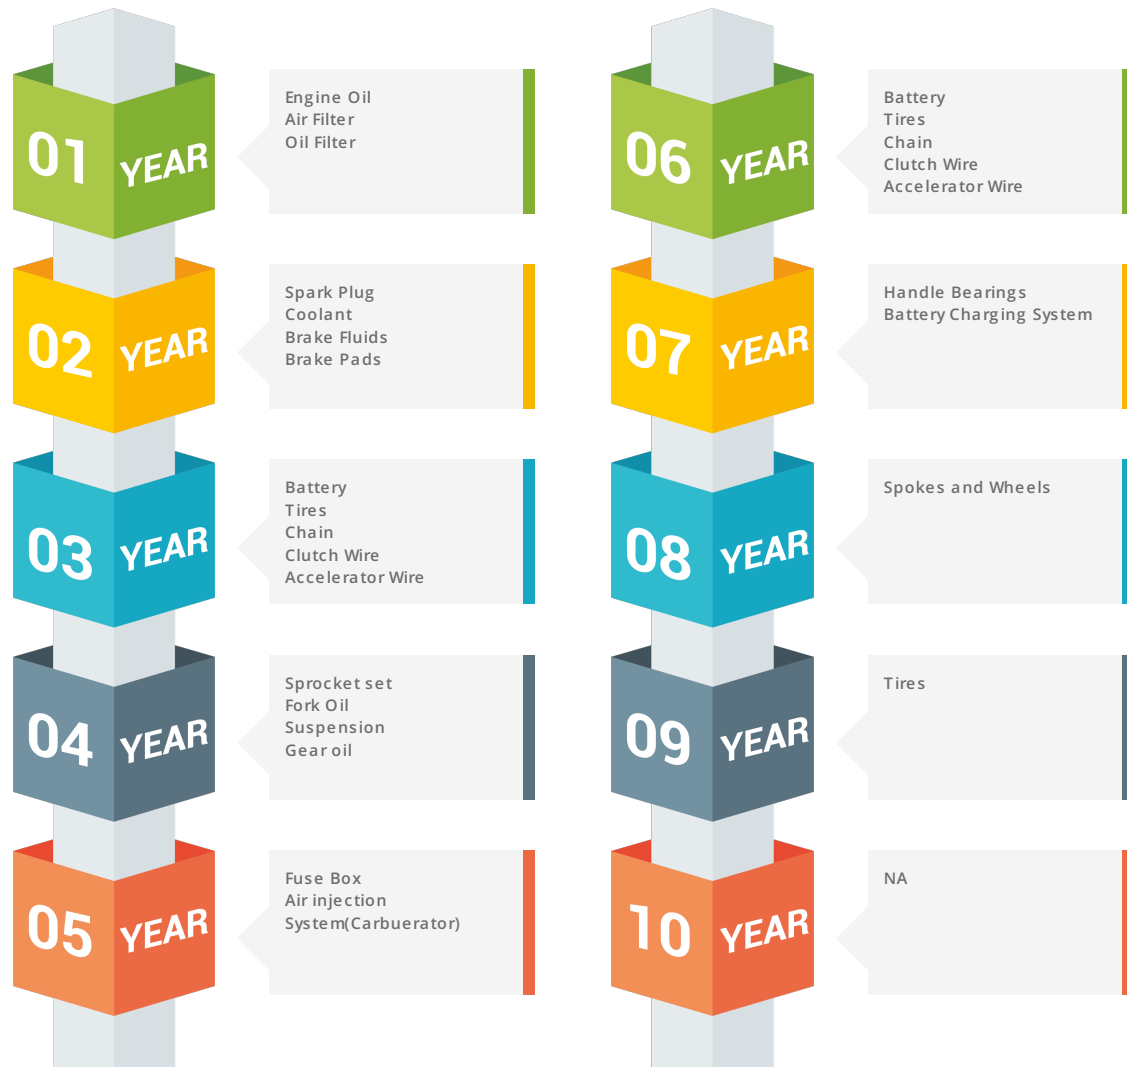 01 YEAR
Engine Oil
Air Filter
Oil Filter
02 YEAR
Spark Plug
Coolant
Brake Fluids
Brake Pads
03 YEAR
Battery
Tires
Chain
Clutch Wire
Accelerator Wire
04 YEAR
Sprocket set
Fork Oil
Suspension
Gear oil
05 YEAR
Fuse Box
Air injection
System(Carbuerator)
06 YEAR
Battery
Tires
Chain
Clutch Wire
Accelerator Wire
07 YEAR
Handle Bearings
Battery Charging System
08 YEAR
Spokes and Wheels
09 YEAR
Tires
10 YEAR
NA